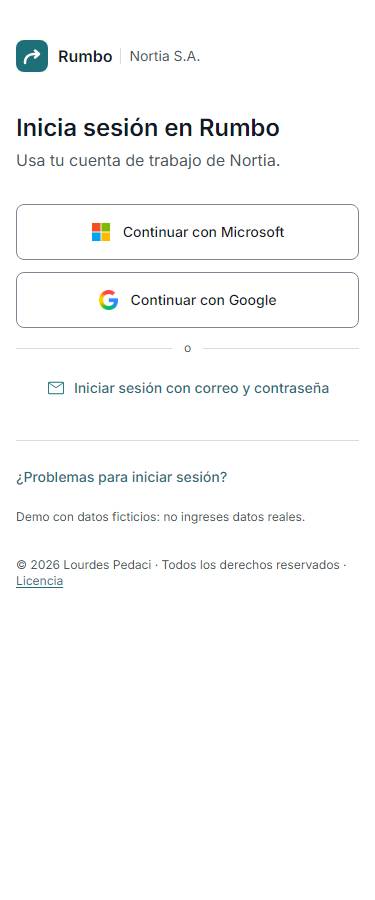 Rumbo
Nortia S.A.
Inicia sesión en Rumbo
Usa tu cuenta de trabajo de Nortia.
Continuar con Microsoft
Continuar con Google
o
Iniciar sesión con correo y contraseña
¿Problemas para iniciar sesión?
Demo con datos ficticios: no ingreses datos reales.
© 2026 Lourdes Pedaci · Todos los derechos reservados ·
Licencia